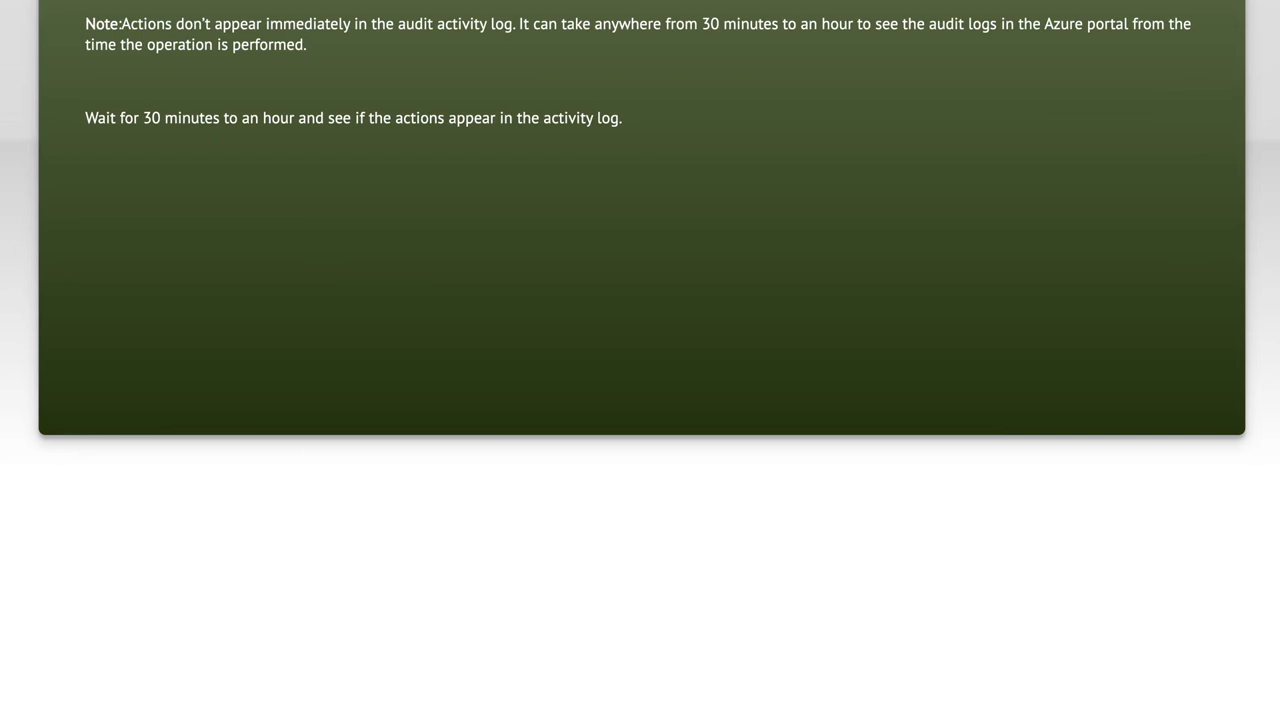 Note:Actions don’t appear immediately in the audit activity log. It can take anywhere from 30 minutes to an hour to see the audit logs in the Azure portal from the
time the operation is performed.
Wait for 30 minutes to an hour and see if the actions appear in the activity log.